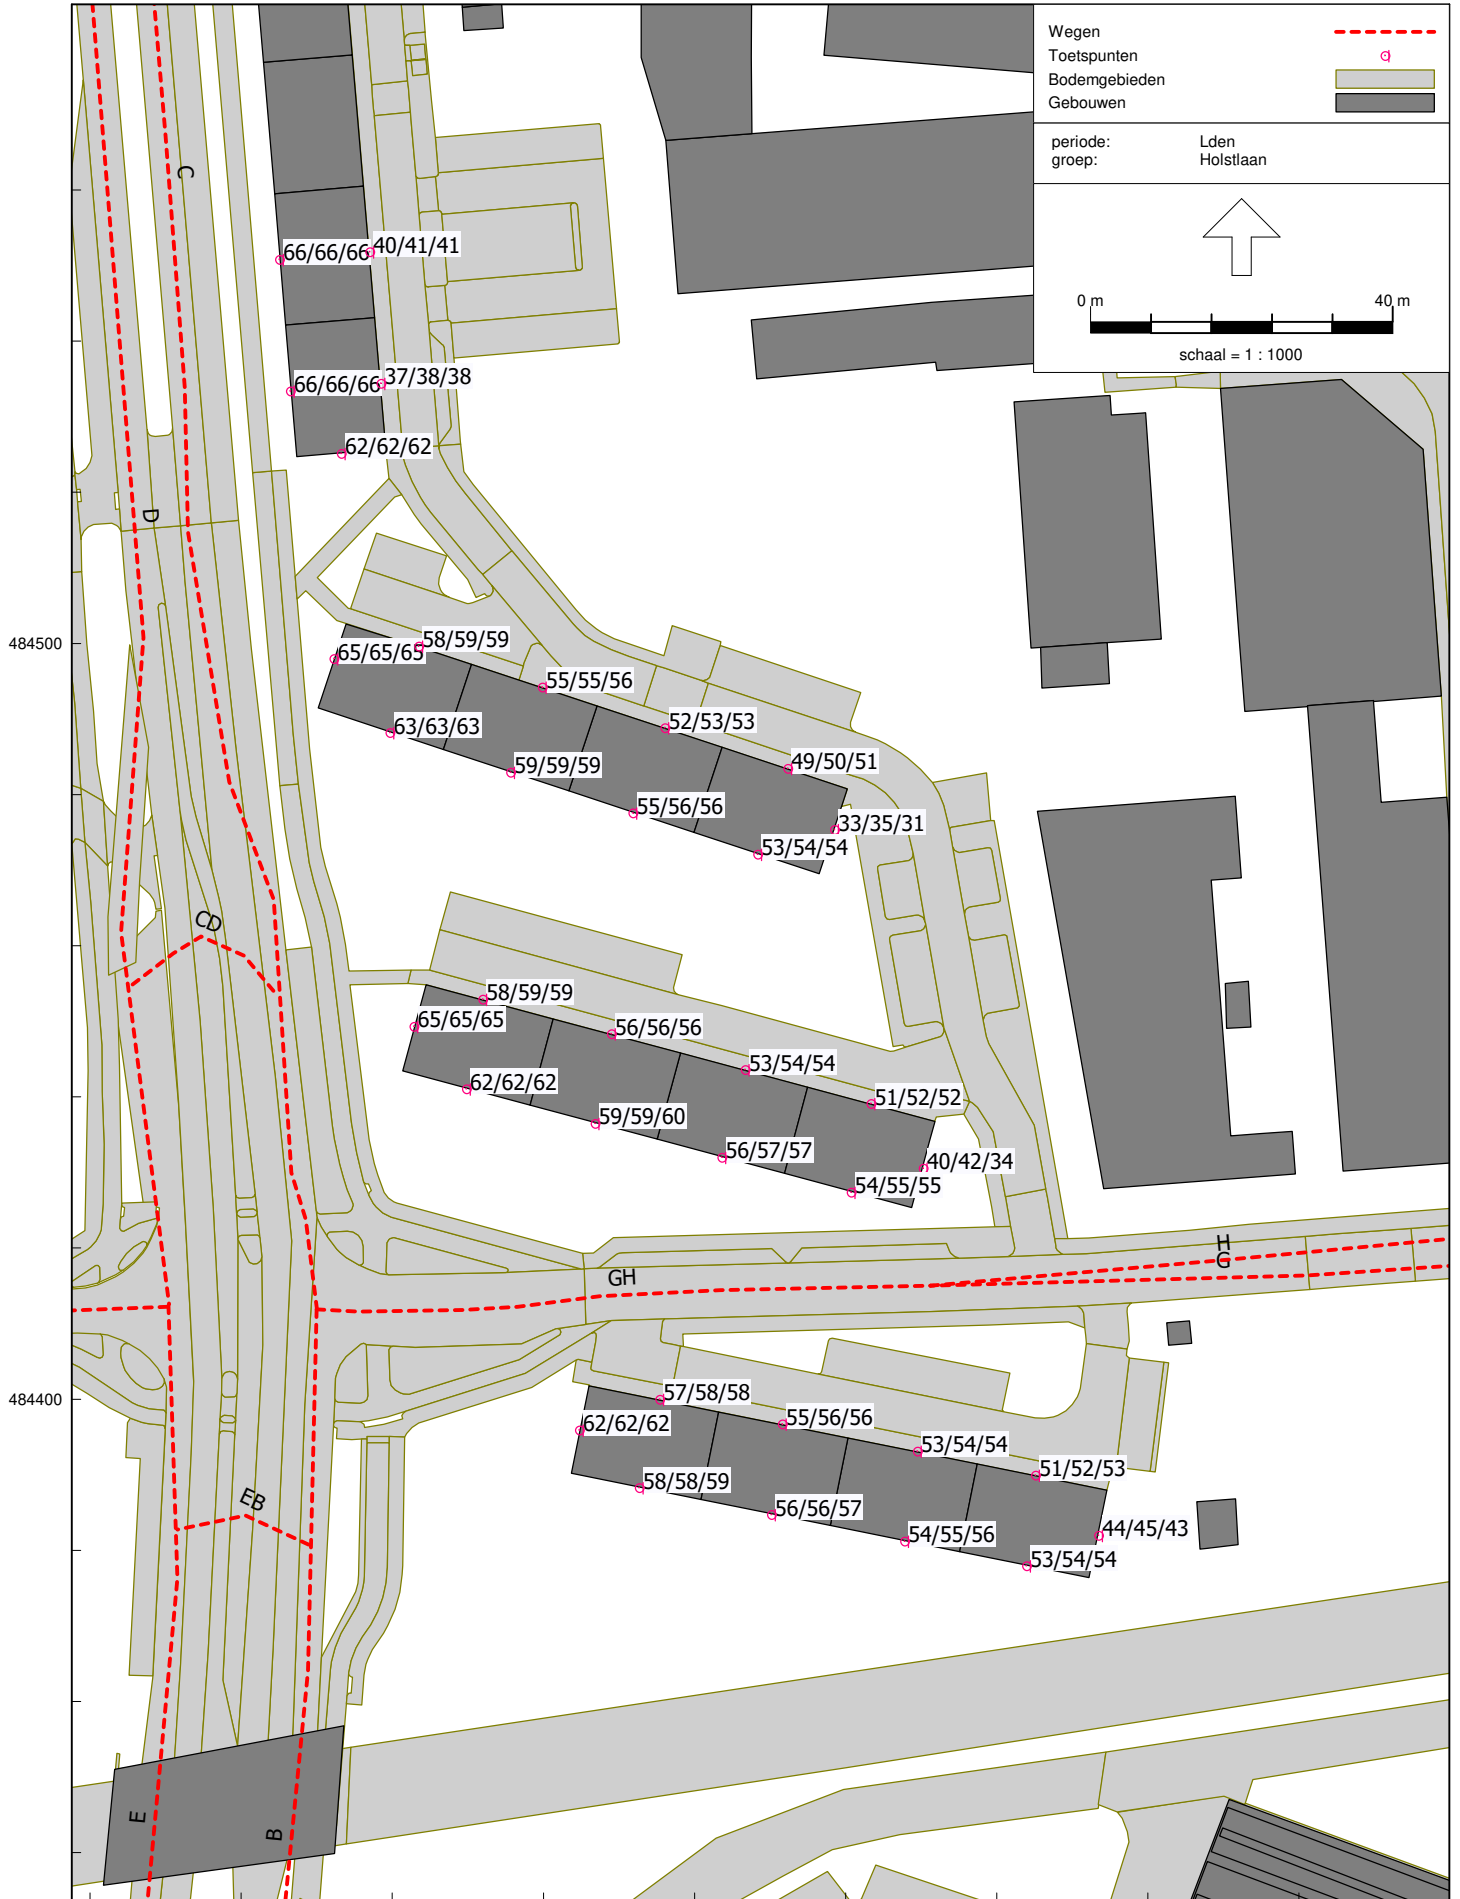 Wegen
Toetspunten
Bodemgebieden
Gebouwen
periode: Lden
groep: Holstlaan
0 m 40 m
schaal = 1 : 1000
C
66/66/66
40/41/41
66/66/66
37/38/38
62/62/62
D
484500
58/59/59
65/65/65
55/55/56
52/53/53
63/63/63
49/50/51
59/59/59
55/56/56
33/35/31
53/54/54
CD
58/59/59
65/65/65
56/56/56
53/54/54
62/62/62
51/52/52
59/59/60
56/57/57
40/42/34
54/55/55
H
G
GH
484400
57/58/58
62/62/62
55/56/56
53/54/54
51/52/53
58/58/59
EB
56/56/57
44/45/43
54/55/56
53/54/54
E
B